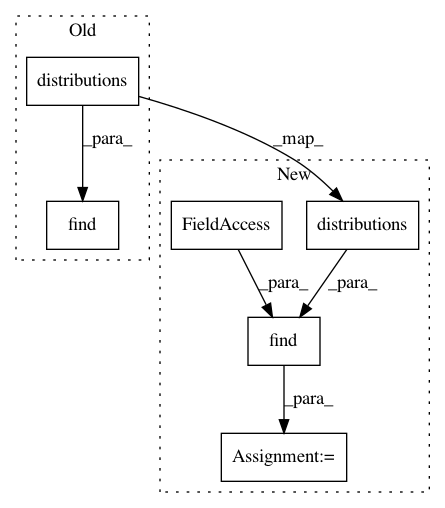 Old
distributions
_para_
_map_
find
New
FieldAccess
distributions
_para_
_para_
find
_para_
Assignment:=